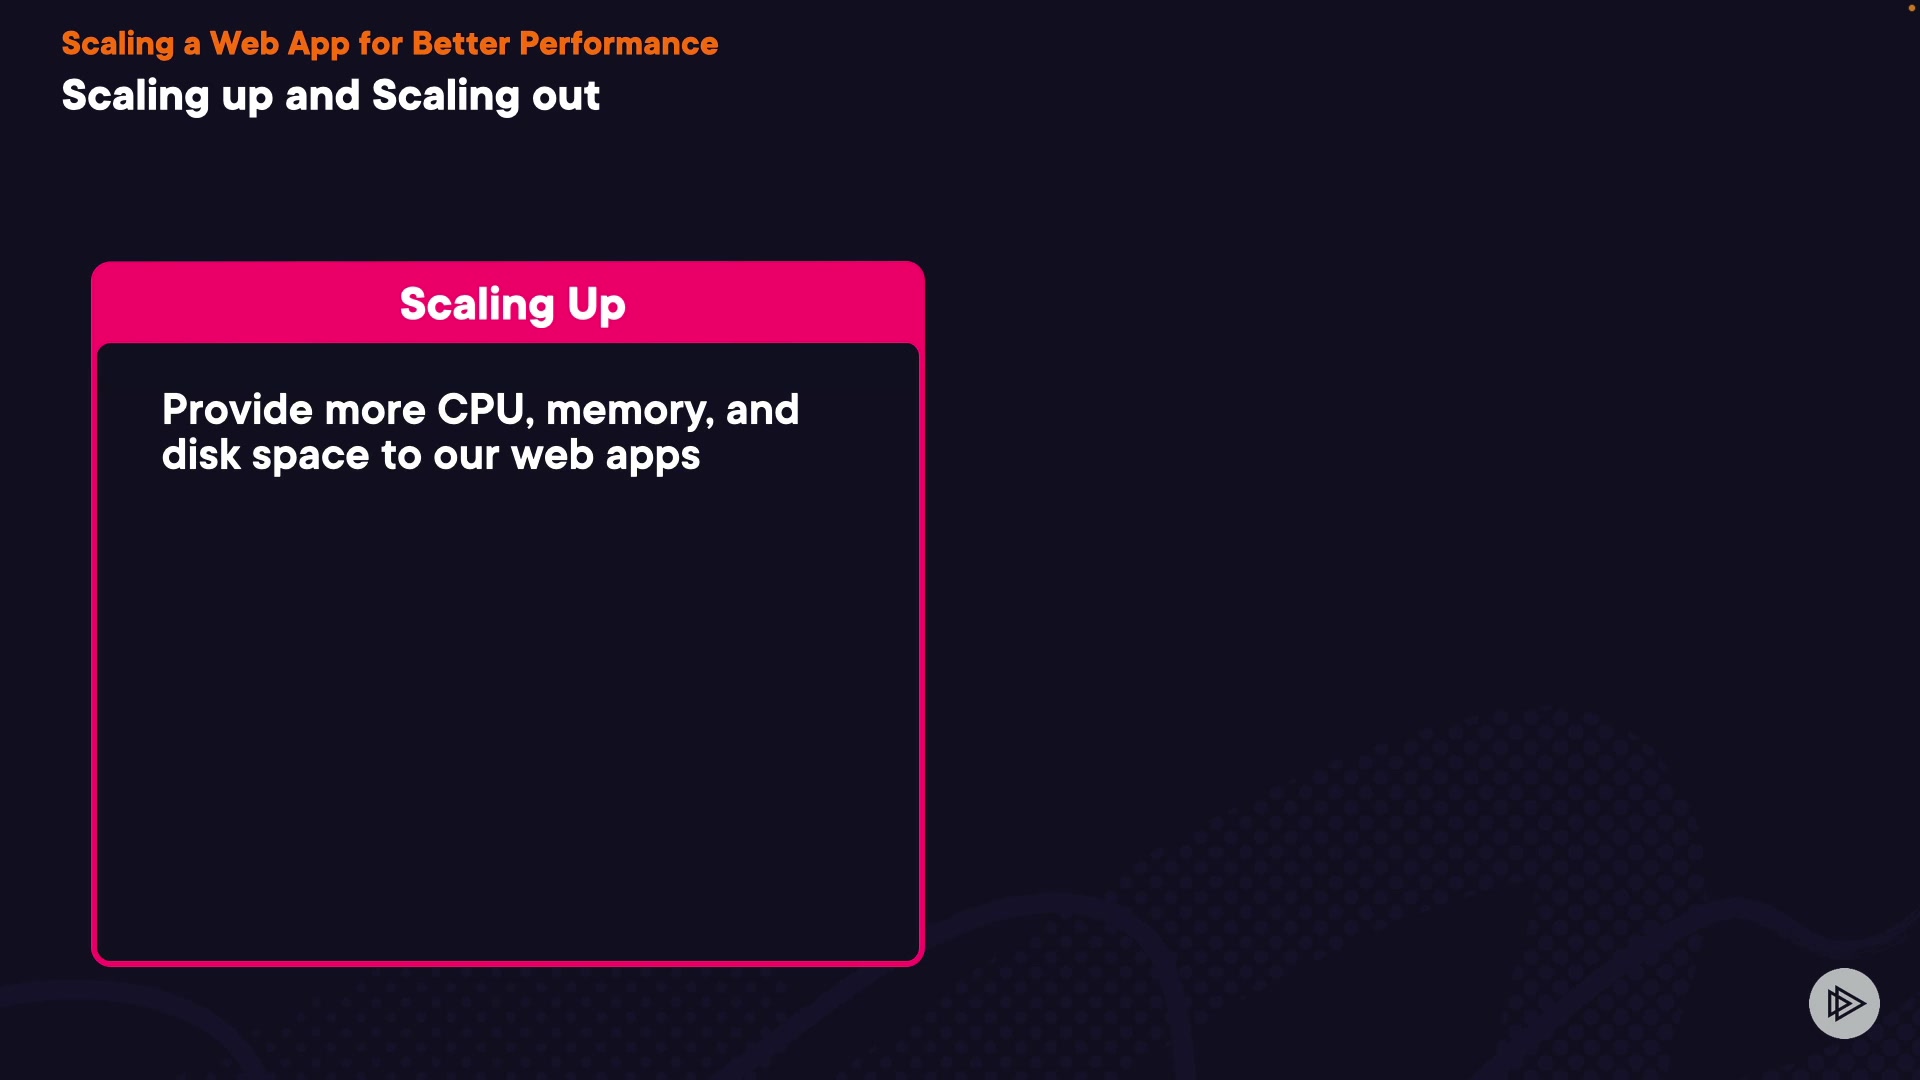 Scaling a Web App for Better Performance
Scaling up and Scaling out
Scaling Up
Provide more CPU, memory, and
disk space to our web apps